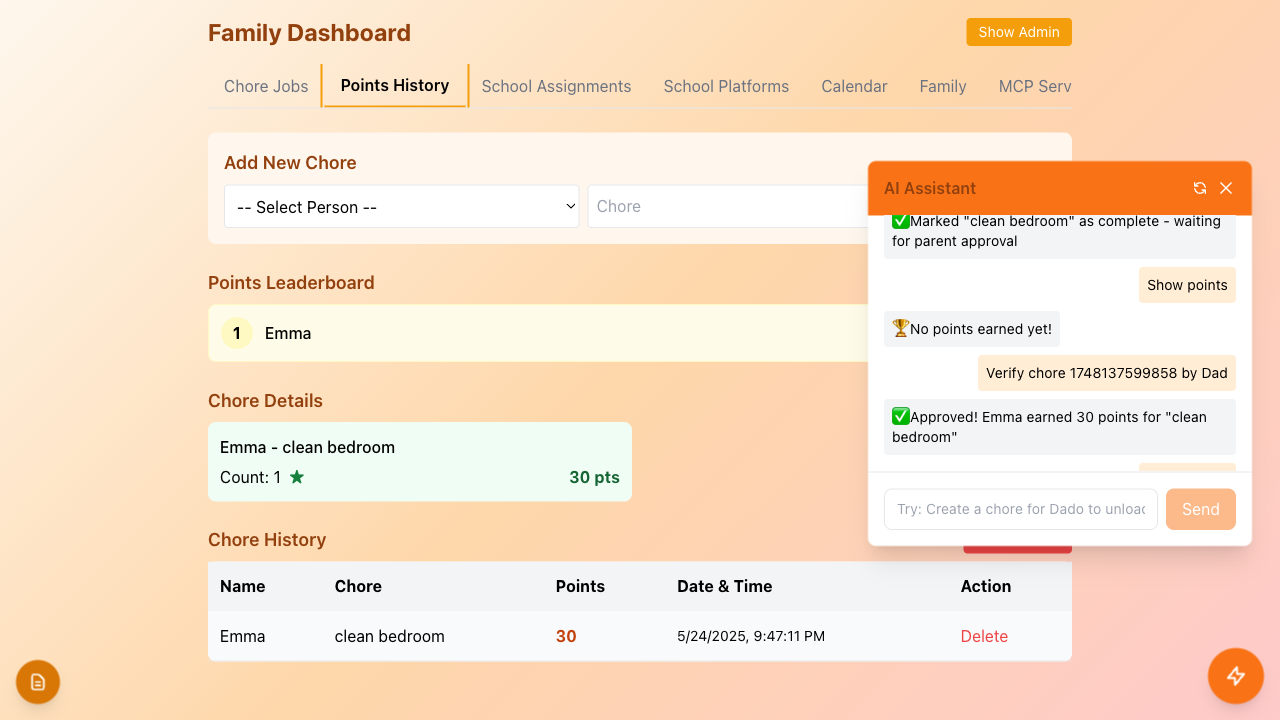 Family Dashboard
Show Admin
Chore Jobs
Points History
School Assignments
School Platforms
Calendar
Family
MCP Serv
Add New Chore
-- Select Person --
Chore
Points Leaderboard
1 Emma
Chore Details
Emma - clean bedroom
Count: 1 ★ 30 pts
Chore History
Name Chore Points Date & Time Action
Emma clean bedroom 30 5/24/2025, 9:47:11 PM Delete
AI Assistant
✅Marked "clean bedroom" as complete - waiting
for parent approval
Show points
🏆No points earned yet!
Verify chore 1748137599858 by Dad
✅Approved! Emma earned 30 points for "clean
bedroom"
Try: Create a chore for Dado to unloac
Send